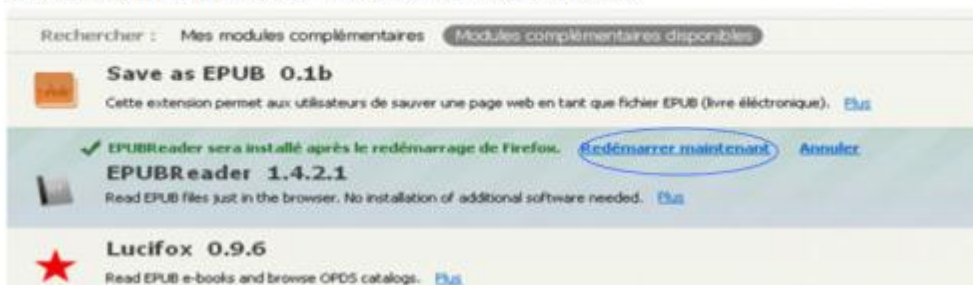 Rechercher : Mes modules complémentaires Modules complémentaires disponibles
Save as EPUB 0.1b
Cette extension permet aux utilisateurs de sauver une page web en tant que fichier EPUB (livre éléctronique). Plus
EPUBReader sera installé après le redémarrage de Firefox. Redémarrer maintenant Annuler
EPUBReader 1.4.2.1
Read EPUB files just in the browser. No installation of additional software needed. Plus
Lucifox 0.9.6
Read EPUB e-books and browse OPDS catalogs. Plus